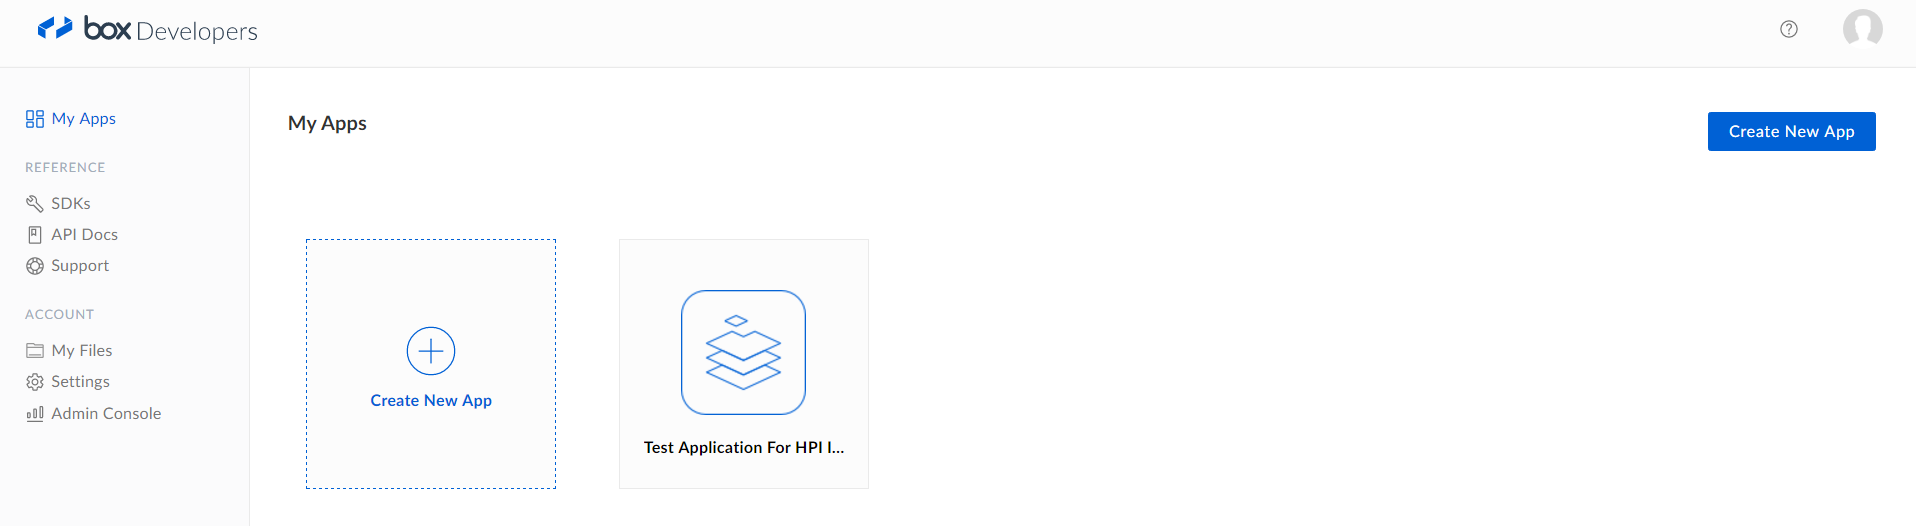 box Developers
My Apps
REFERENCE
SDKs
API Docs
Support
ACCOUNT
My Files
Settings
Admin Console
My Apps
Create New App
Create New App
Test Application For HPI I...